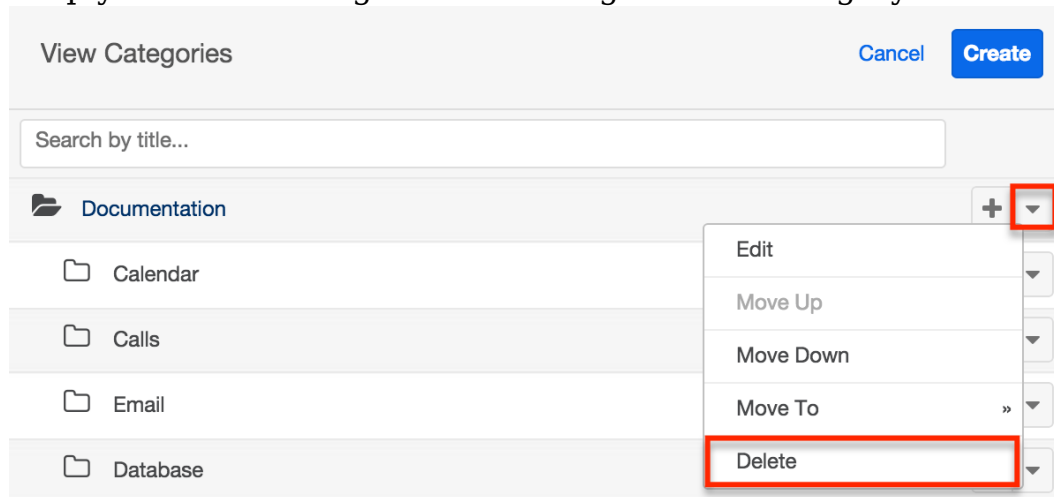 View Categories Cancel Create
Search by title...
Documentation
Edit
Calendar
Move Up
Calls
Move Down
Email
Move To »
Delete
Database